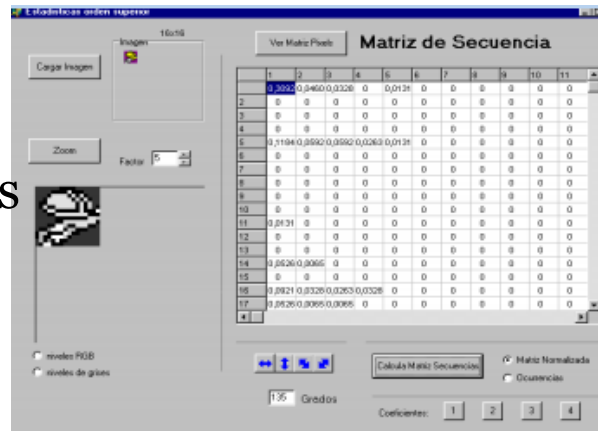 Estadisticas orden superior
16x16
Imagen
Cargar Imagen
Ver Matriz Pixels
Matriz de Secuencia
1 2 3 4 5 6 7 8 9 10 11
0,3092 0,0460 0,0328 0 0,0131 0 0 0 0 0 0
2 0 0 0 0 0 0 0 0 0 0 0
3 0 0 0 0 0 0 0 0 0 0 0
4 0 0 0 0 0 0 0 0 0 0 0
5 0,1184 0,0592 0,0592 0,0263 0,0131 0 0 0 0 0 0
6 0 0 0 0 0 0 0 0 0 0 0
7 0 0 0 0 0 0 0 0 0 0 0
8 0 0 0 0 0 0 0 0 0 0 0
9 0 0 0 0 0 0 0 0 0 0 0
10 0 0 0 0 0 0 0 0 0 0 0
11 0,0131 0 0 0 0 0 0 0 0 0 0
12 0 0 0 0 0 0 0 0 0 0 0
13 0 0 0 0 0 0 0 0 0 0 0
14 0,0526 0,0065 0 0 0 0 0 0 0 0 0
15 0 0 0 0 0 0 0 0 0 0 0
16 0,0921 0,0328 0,0263 0,0328 0 0 0 0 0 0 0
17 0,0526 0,0065 0,0065 0 0 0 0 0 0 0 0
Zoom
Factor 5
s
niveles RGB
niveles de grises
135 Grados
Calcula Matriz Secuencias
Matriz Normalizada
Ocurrencias
Coeficientes: 1 2 3 4